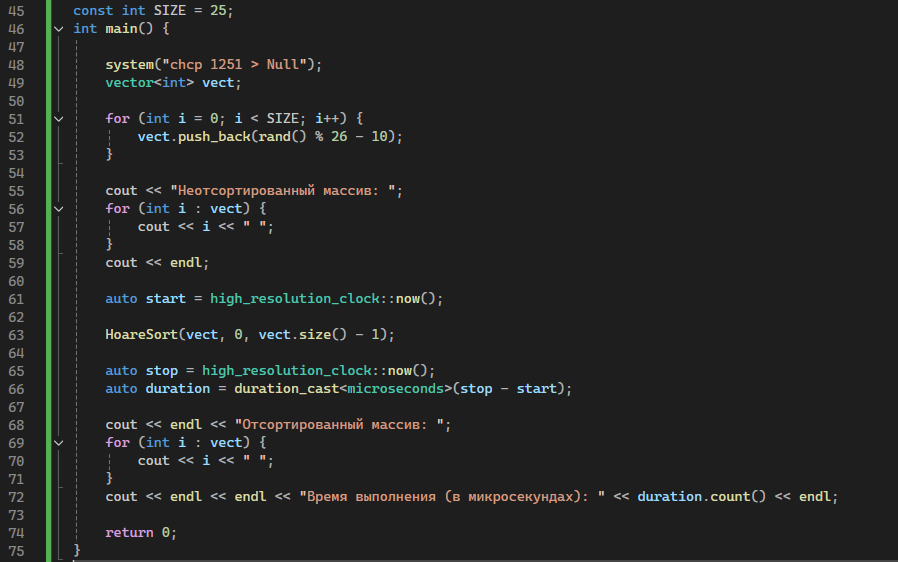 45 const int SIZE = 25;
46 int main() {
47
48     system("chcp 1251 > Null");
49     vector<int> vect;
50
51     for (int i = 0; i < SIZE; i++) {
52         vect.push_back(rand() % 26 - 10);
53     }
54
55     cout << "Неотсортированный массив: ";
56     for (int i : vect) {
57         cout << i << " ";
58     }
59     cout << endl;
60
61     auto start = high_resolution_clock::now();
62
63     HoareSort(vect, 0, vect.size() - 1);
64
65     auto stop = high_resolution_clock::now();
66     auto duration = duration_cast<microseconds>(stop - start);
67
68     cout << endl << "Отсортированный массив: ";
69     for (int i : vect) {
70         cout << i << " ";
71     }
72     cout << endl << endl << "Время выполнения (в микросекундах): " << duration.count() << endl;
73
74     return 0;
75 }